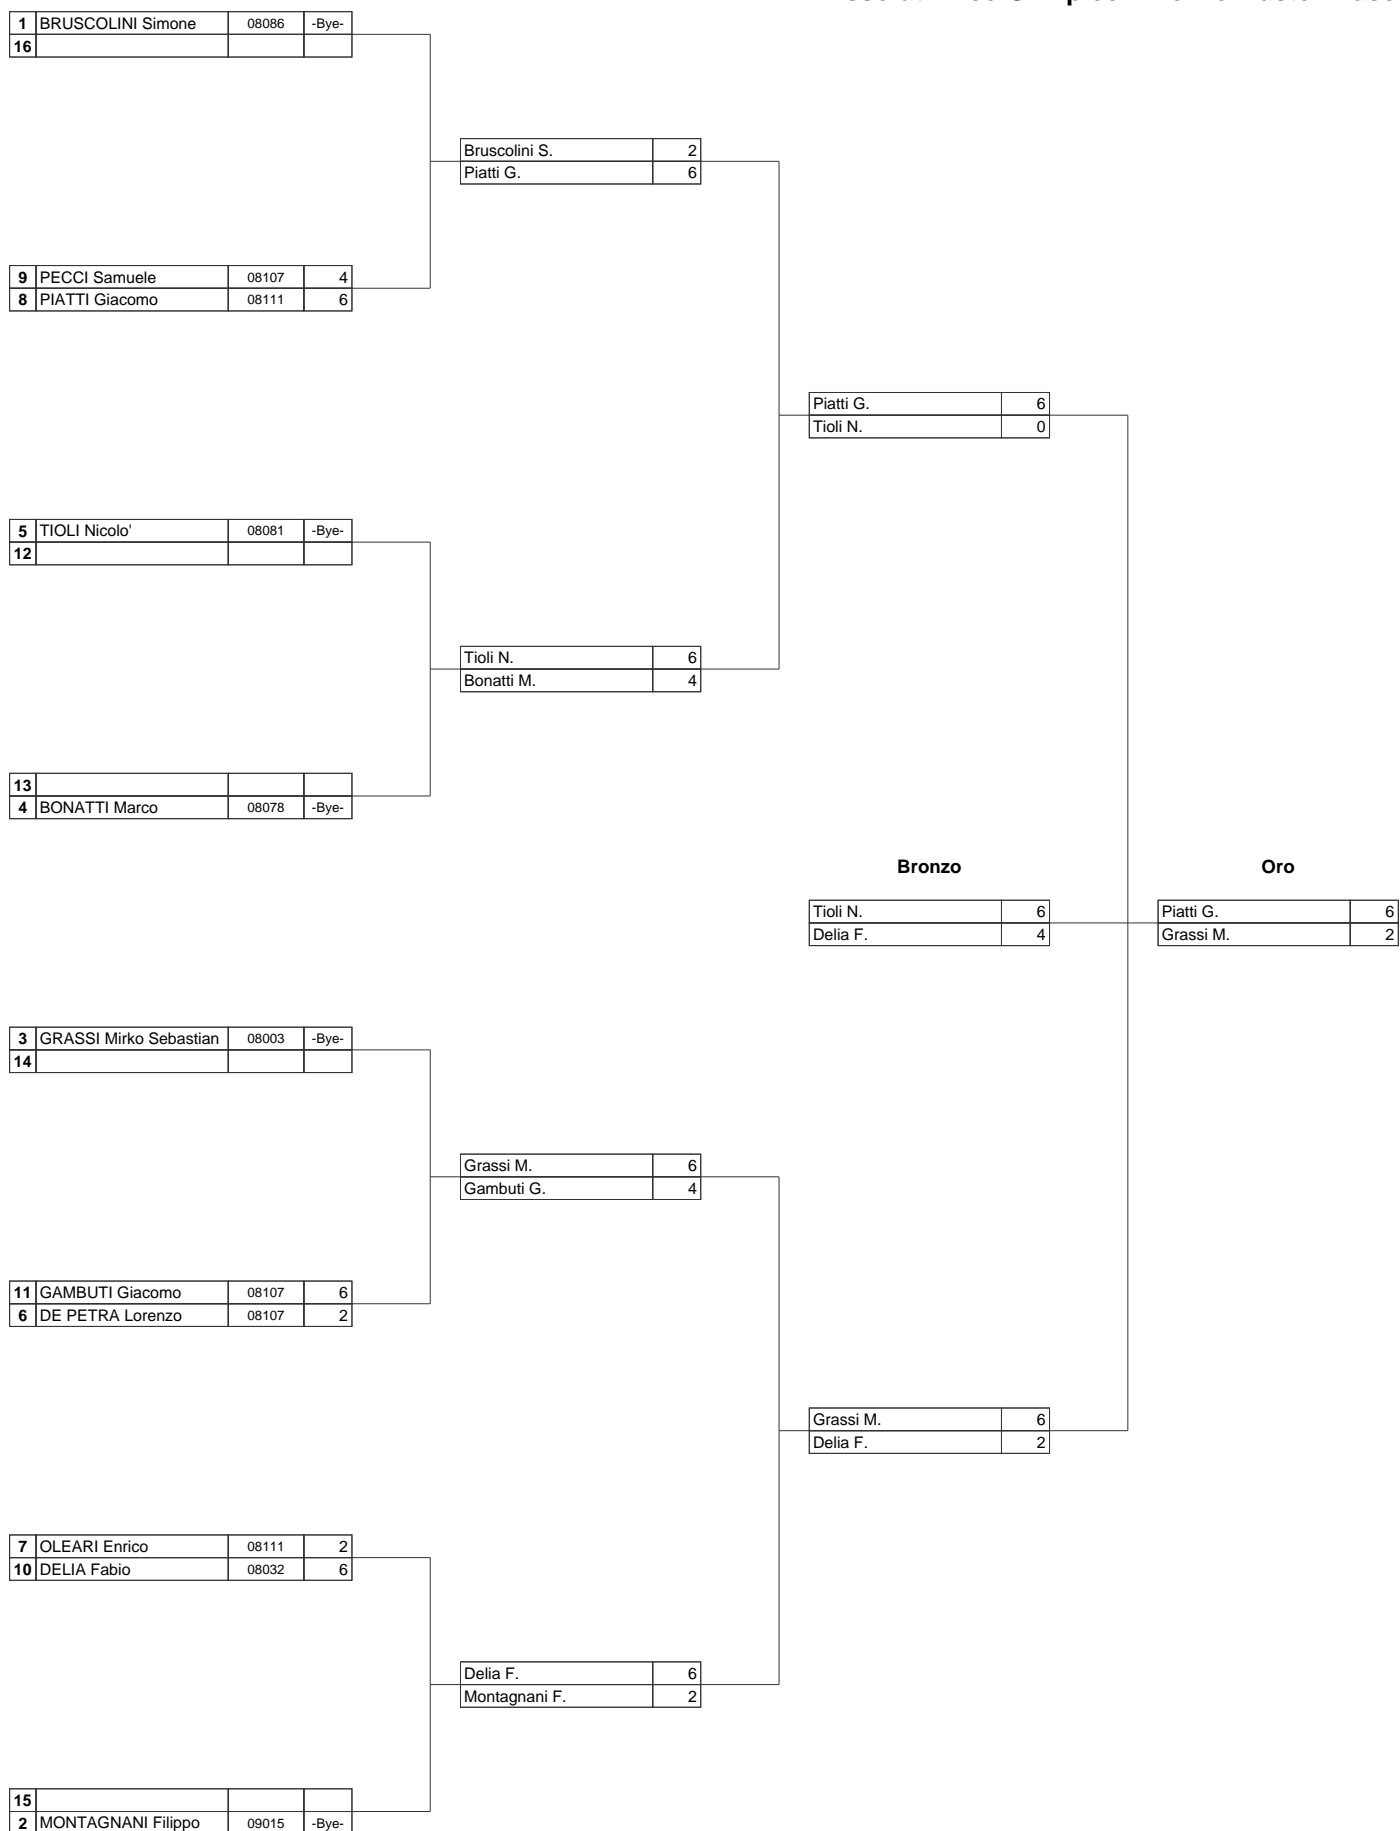 1 BRUSCOLINI Simone 08086 -Bye-
16
Bruscolini S. 2
Piatti G. 6
9 PECCI Samuele 08107 4
8 PIATTI Giacomo 08111 6
Piatti G. 6
Tioli N. 0
5 TIOLI Nicolo' 08081 -Bye-
12
Tioli N. 6
Bonatti M. 4
13
4 BONATTI Marco 08078 -Bye-
Bronzo Oro
Tioli N. 6 Piatti G. 6
Delia F. 4 Grassi M. 2
3 GRASSI Mirko Sebastian 08003 -Bye-
14
Grassi M. 6
Gambuti G. 4
11 GAMBUTI Giacomo 08107 6
6 DE PETRA Lorenzo 08107 2
Grassi M. 6
Delia F. 2
7 OLEARI Enrico 08111 2
10 DELIA Fabio 08032 6
Delia F. 6
Montagnani F. 2
15
2 MONTAGNANI Filippo 09015 -Bye-